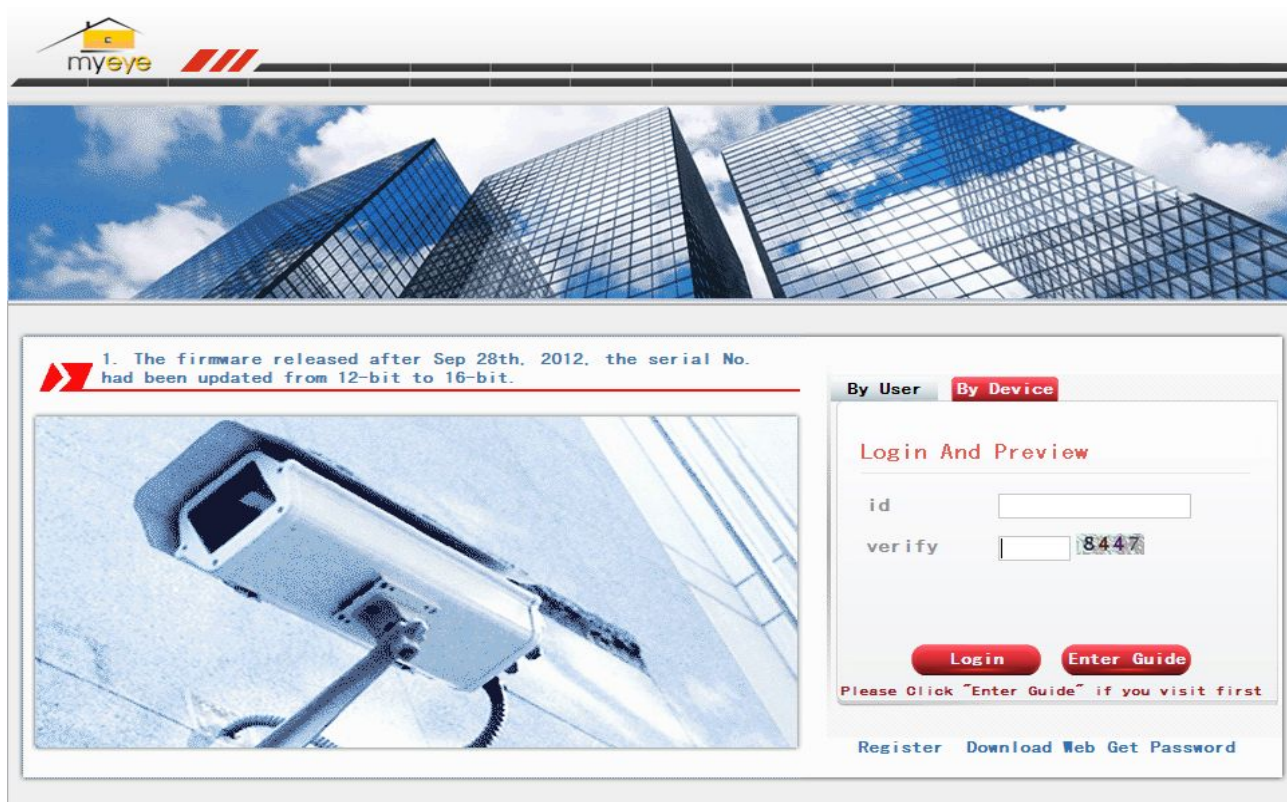 myeye
1. The firmware released after Sep 28th, 2012, the serial No.
had been updated from 12-bit to 16-bit.
By User By Device
Login And Preview
id
verify 8447
Login Enter Guide
Please Click "Enter Guide" if you visit first
Register Download Web Get Password